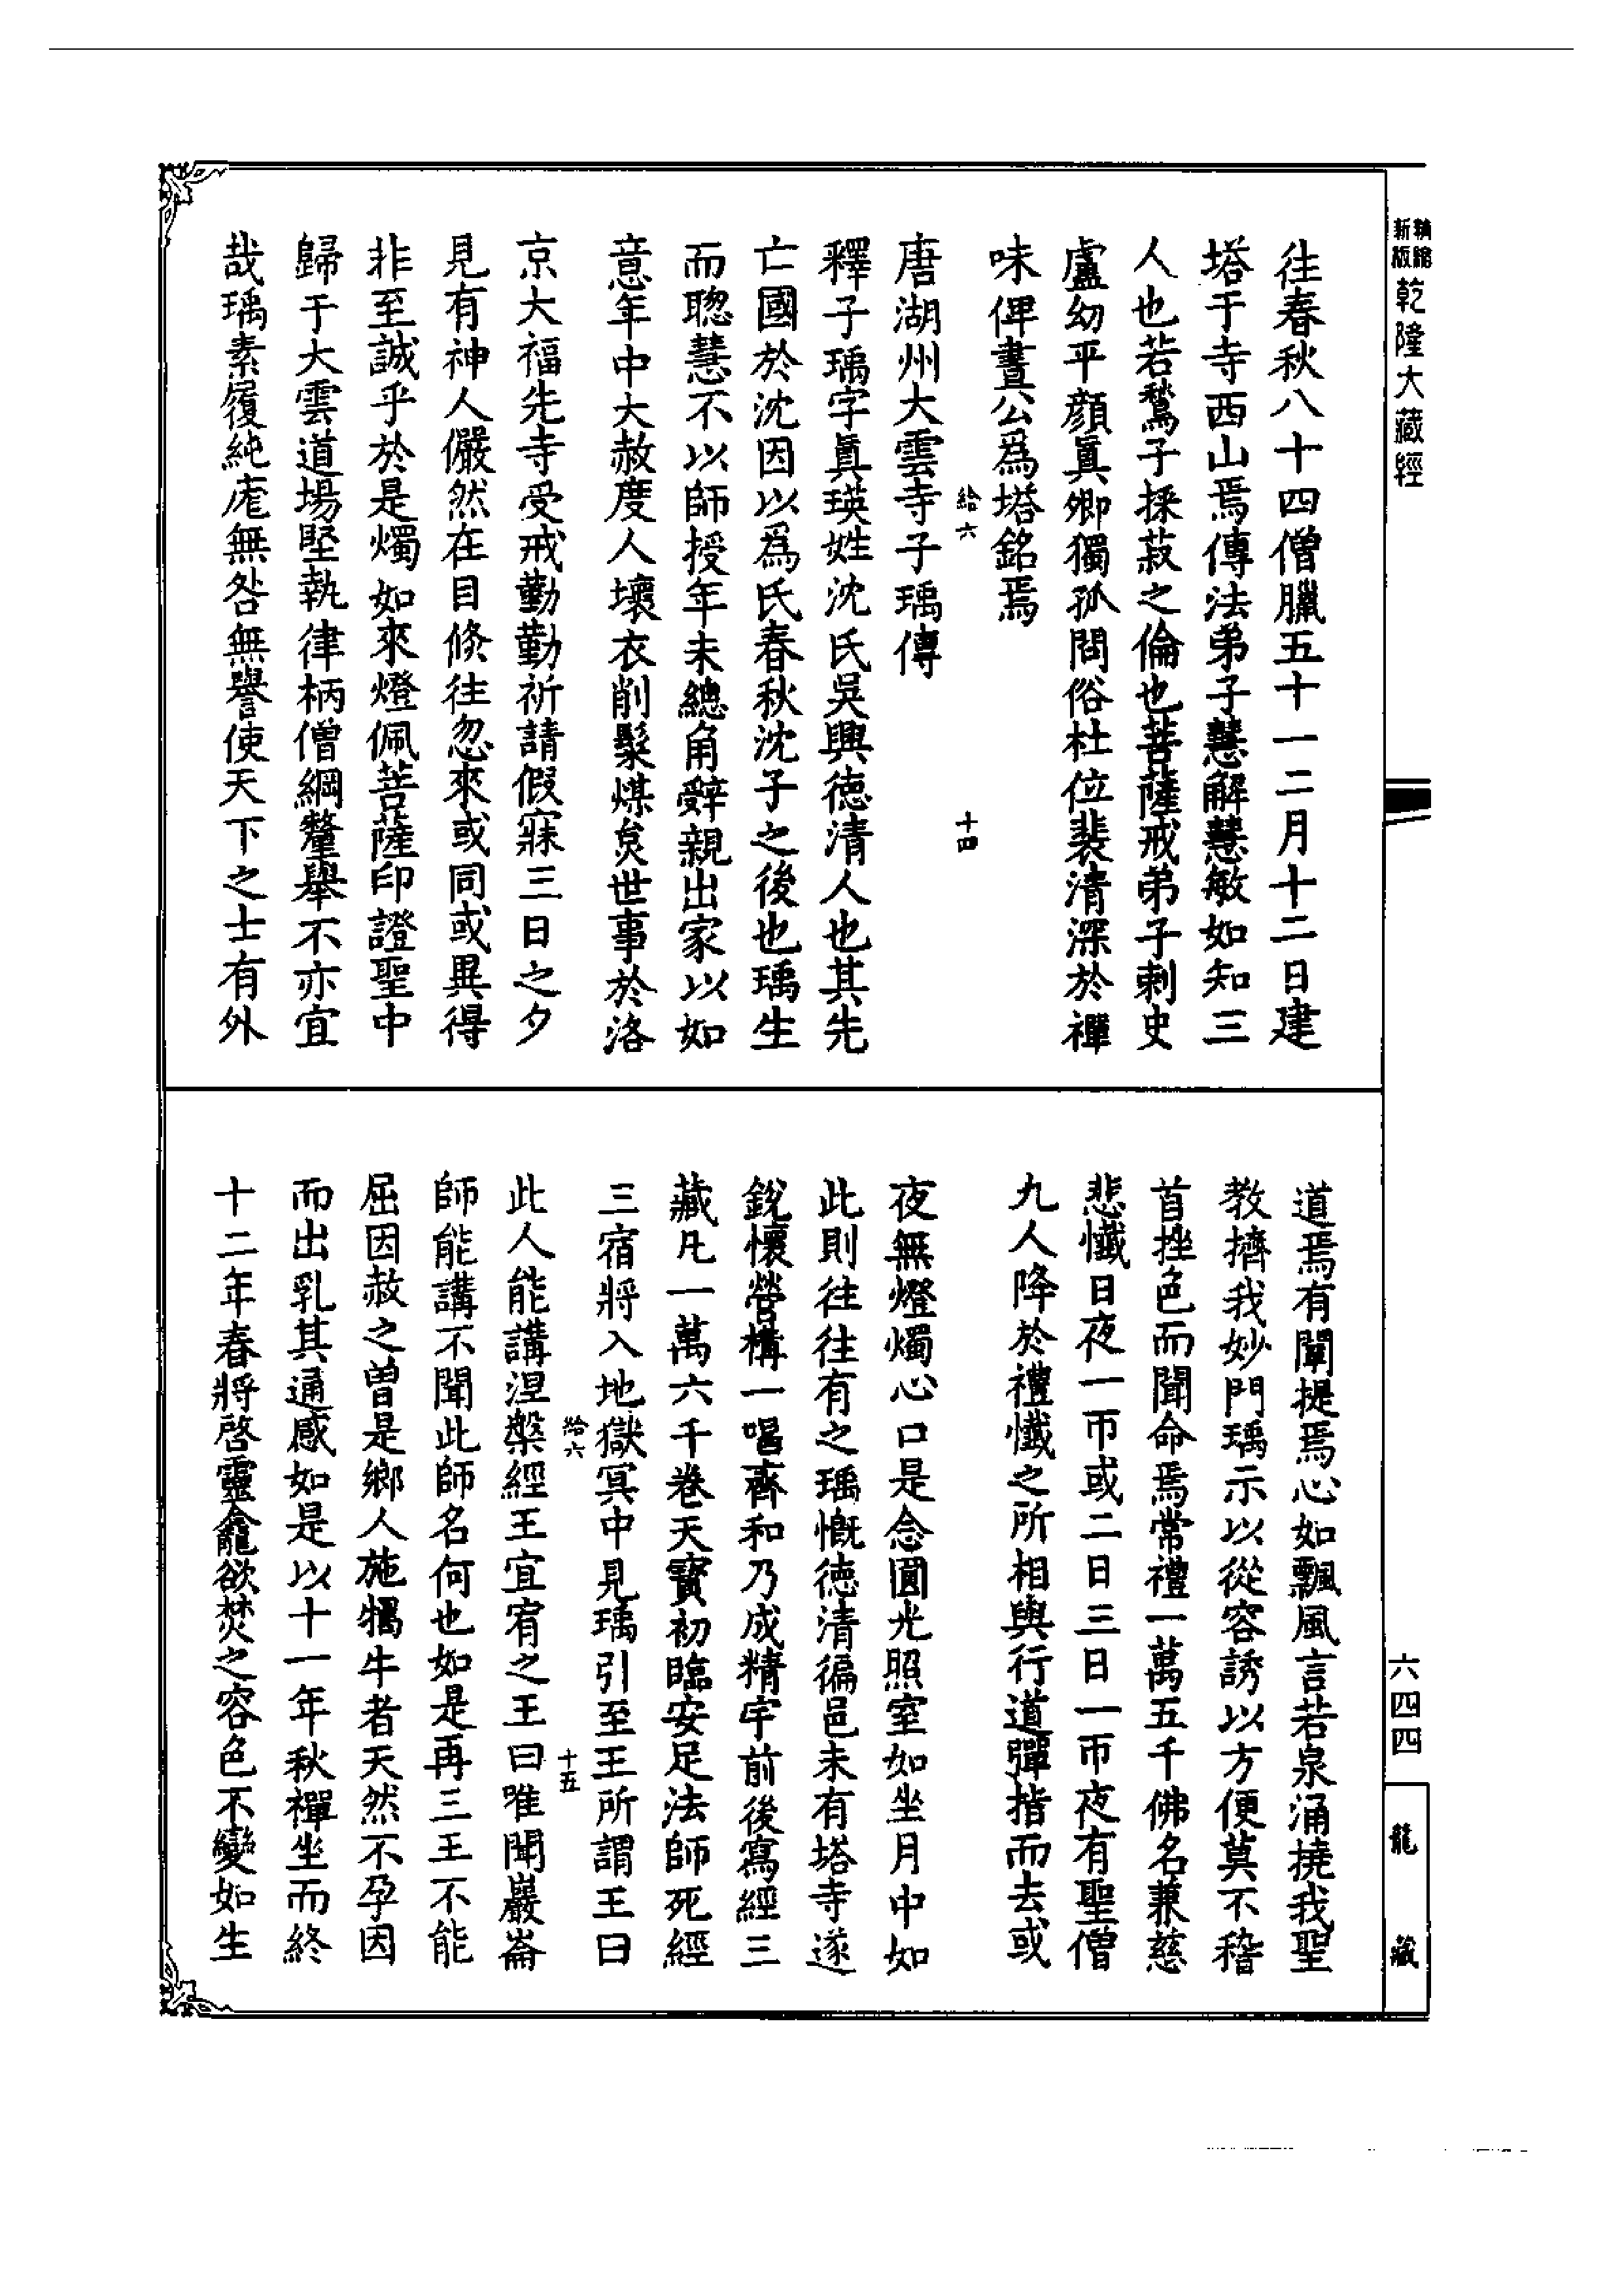 新版 乾隆大藏經
往春秋八十四僧臘五十一二月十二日建
塔于寺西山焉傳法弟子慧解慧敏如知三
人也若鶖子採菽之倫也菩薩戒弟子刺史
盧幼平顏真卿獨孤問俗杜位裴清深於禪
味俾晝公爲塔銘焉
給六 十四
唐湖州大雲寺子瑀傳
釋子瑀字真瑛姓沈氏吳興德清人也其先
亡國於沈因以爲氏春秋沈子之後也瑀生
而聰慧不以師授年未總角辭親出家以如
意年中大赦度人壞衣削髮煤炱世事於洛
京大福先寺受戒勤勤祈請假寐三日之夕
見有神人儼然在目倏往忽來或同或異得
非至誠乎於是燭如來燈佩菩薩印證聖中
歸于大雲道場堅執律柄僧綱釐舉不亦宜
哉瑀素履純庬無咎無譽使天下之士有外
道焉有闡提焉心如飄風言若泉涌撓我聖
教擠我妙門瑀示以從容誘以方便莫不稽
首挫色而聞命焉常禮一萬五千佛名兼慈
悲懺日夜一帀或二日三日一帀夜有聖僧
九人降於禮懺之所相與行道彈指而去或
夜無燈燭心口是念圓光照室如坐月中如
此則往往有之瑀慨德清徧邑未有塔寺遂
銳懷營構一唱齊和乃成精宇前後寫經三
藏凡一萬六千卷天寶初臨安足法師死經
三宿將入地獄冥中見瑀引至王所謂王曰
給六 十五
此人能講涅槃經王宜宥之王曰唯聞嚴崙
師能講不聞此師名何也如是再三王不能
屈因赦之曾是鄉人施犢牛者天然不孕因
而出乳其通感如是以十一年秋禪坐而終
十二年春將啓靈龕欲焚之容色不變如生
六四四
龍藏